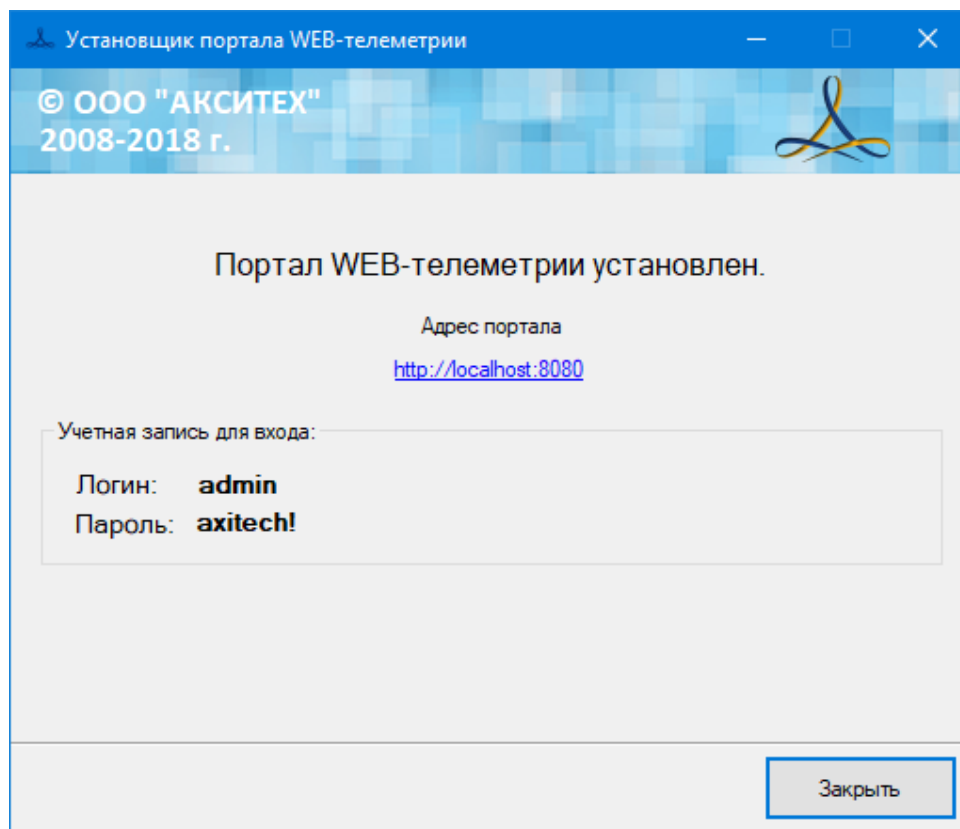 Установщик портала WEB-телеметрии
© ООО "АКСИТЕХ"
2008-2018 г.
Портал WEB-телеметрии установлен.
Адрес портала
http://localhost:8080
Учетная запись для входа:
Логин: admin
Пароль: axitech!
Закрыть